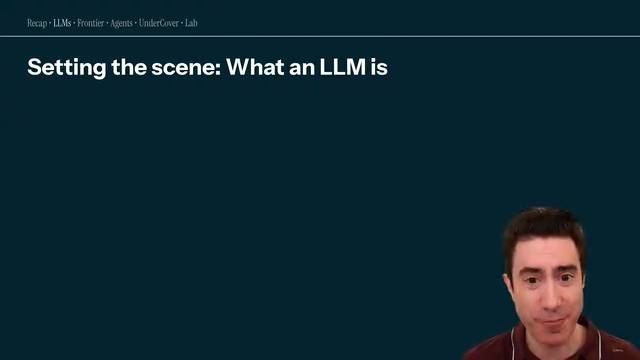 Recap • LLMs • Frontier • Agents • UnderCover • Lab
Setting the scene: What an LLM is